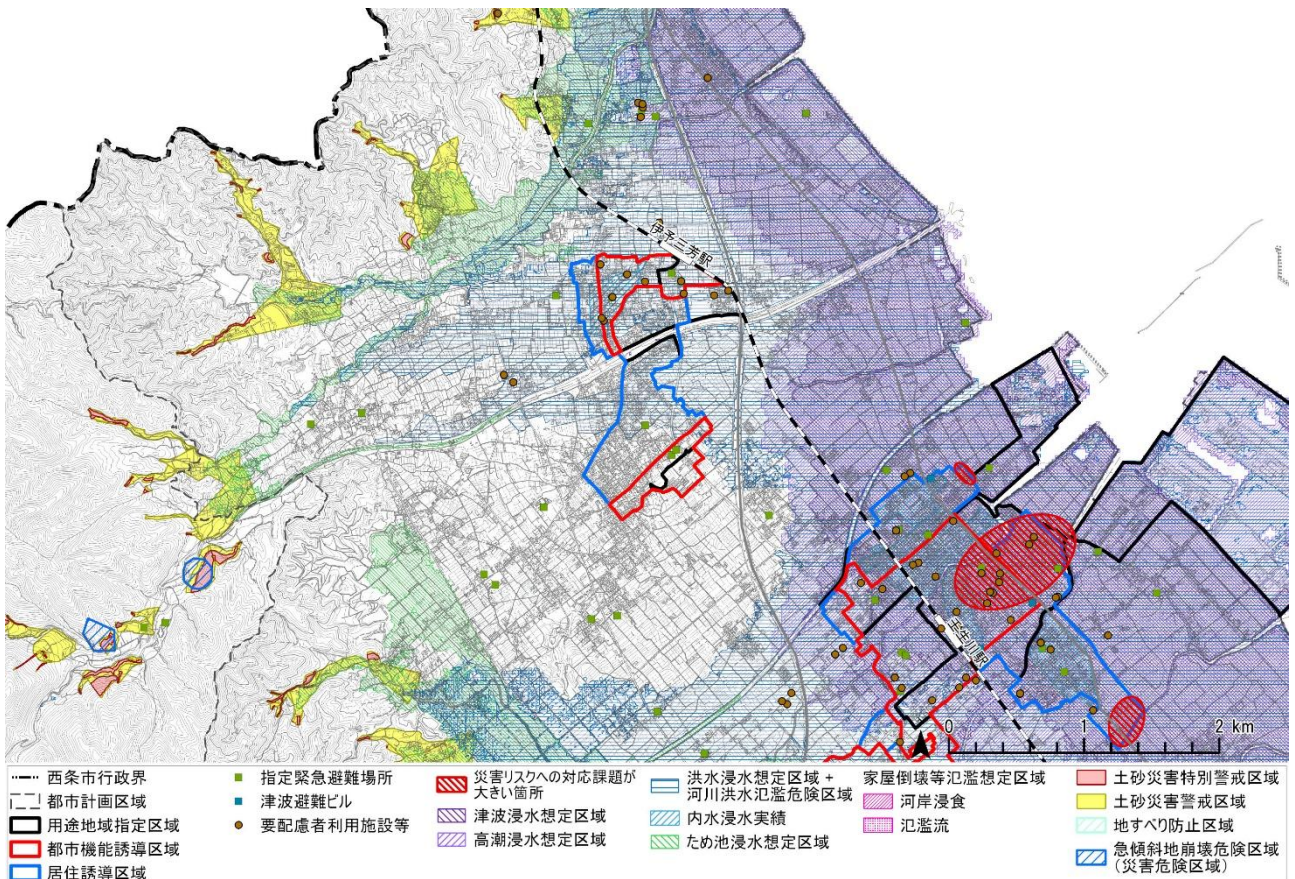 伊予三芳駅
壬生川駅
0 1 2 km
西条市行政界
都市計画区域
用途地域指定区域
都市機能誘導区域
居住誘導区域
指定緊急避難場所
津波避難ビル
要配慮者利用施設等
災害リスクへの対応課題が
大きい箇所
津波浸水想定区域
高潮浸水想定区域
洪水浸水想定区域 +
河川洪水氾濫危険区域
内水浸水実績
ため池浸水想定区域
家屋倒壊等氾濫想定区域
河岸浸食
氾濫流
土砂災害特別警戒区域
土砂災害警戒区域
地すべり防止区域
急傾斜地崩壊危険区域
(災害危険区域)